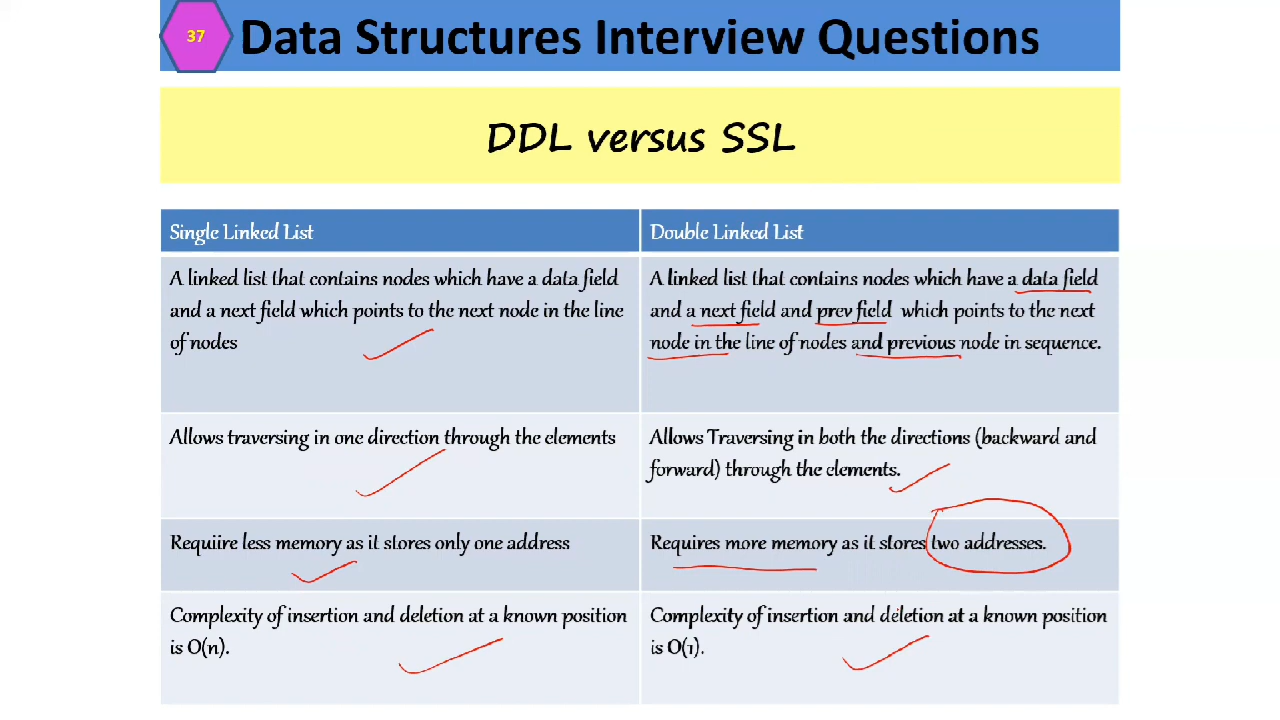 37
Data Structures Interview Questions
DDL versus SSL
Single Linked List
Double Linked List
A linked list that contains nodes which have a data field
and a next field which points to the next node in the line
of nodes
A linked list that contains nodes which have a data field
and a next field and prev field which points to the next
node in the line of nodes and previous node in sequence.
Allows traversing in one direction through the elements
Allows Traversing in both the directions (backward and
forward) through the elements.
Requiire less memory as it stores only one address
Requires more memory as it stores two addresses.
Complexity of insertion and deletion at a known position
is O(n).
Complexity of insertion and deletion at a known position
is O(1).